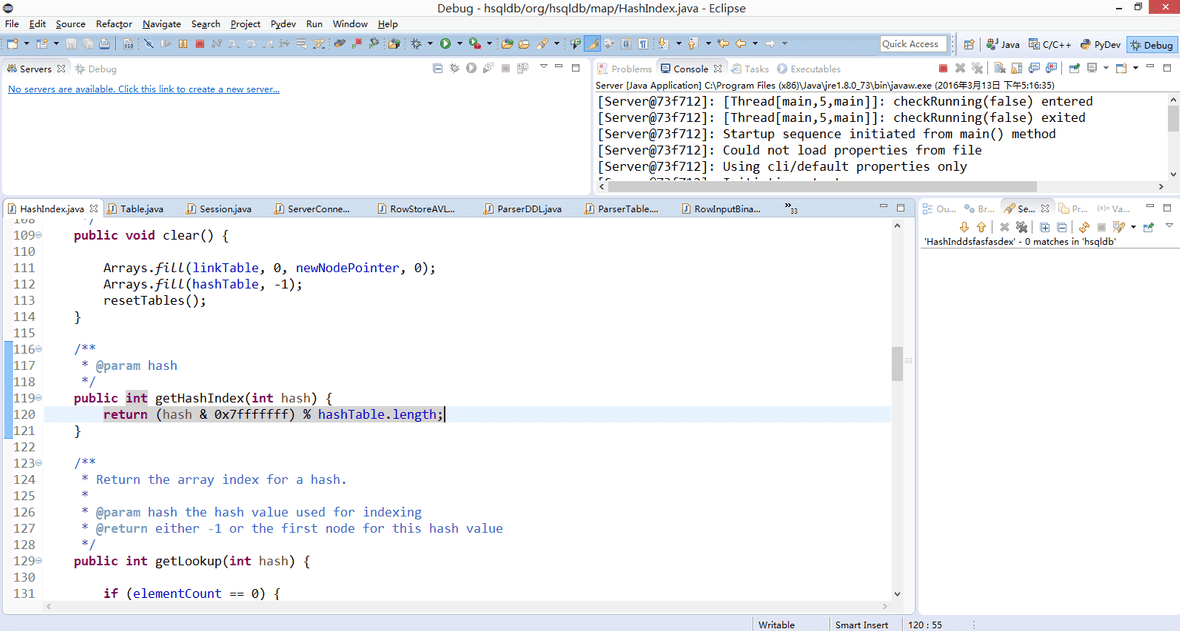 Debug - hsqldb/org/hsqldb/map/HashIndex.java - Eclipse
File Edit Source Refactor Navigate Search Project Pydev Run Window Help
Quick Access Java C/C++ PyDev Debug
Servers Debug
No servers are available. Click this link to create a new server...
Problems Console Tasks Executables
Server [Java Application] C:\Program Files (x86)\Java\jre1.8.0_73\bin\javaw.exe (2016年3月13日 下午5:16:35)
[Server@73f712]: [Thread[main,5,main]]: checkRunning(false) entered
[Server@73f712]: [Thread[main,5,main]]: checkRunning(false) exited
[Server@73f712]: Startup sequence initiated from main() method
[Server@73f712]: Could not load properties from file
[Server@73f712]: Using cli/default properties only
HashIndex.java Table.java Session.java ServerConne... RowStoreAVL... ParserDDL.java ParserTable.... RowInputBina... »33
108 */
109 public void clear() {
110
111 Arrays.fill(linkTable, 0, newNodePointer, 0);
112 Arrays.fill(hashTable, -1);
113 resetTables();
114 }
115
116 /**
117 * @param hash
118 */
119 public int getHashIndex(int hash) {
120 return (hash & 0x7fffffff) % hashTable.length;
121 }
122
123 /**
124 * Return the array index for a hash.
125 *
126 * @param hash the hash value used for indexing
127 * @return either -1 or the first node for this hash value
128 */
129 public int getLookup(int hash) {
130
131 if (elementCount == 0) {
Ou... Br... Se... Pr... (x)= Va...
'HashInddsfasfasdex' - 0 matches in 'hsqldb'
Writable Smart Insert 120 : 55